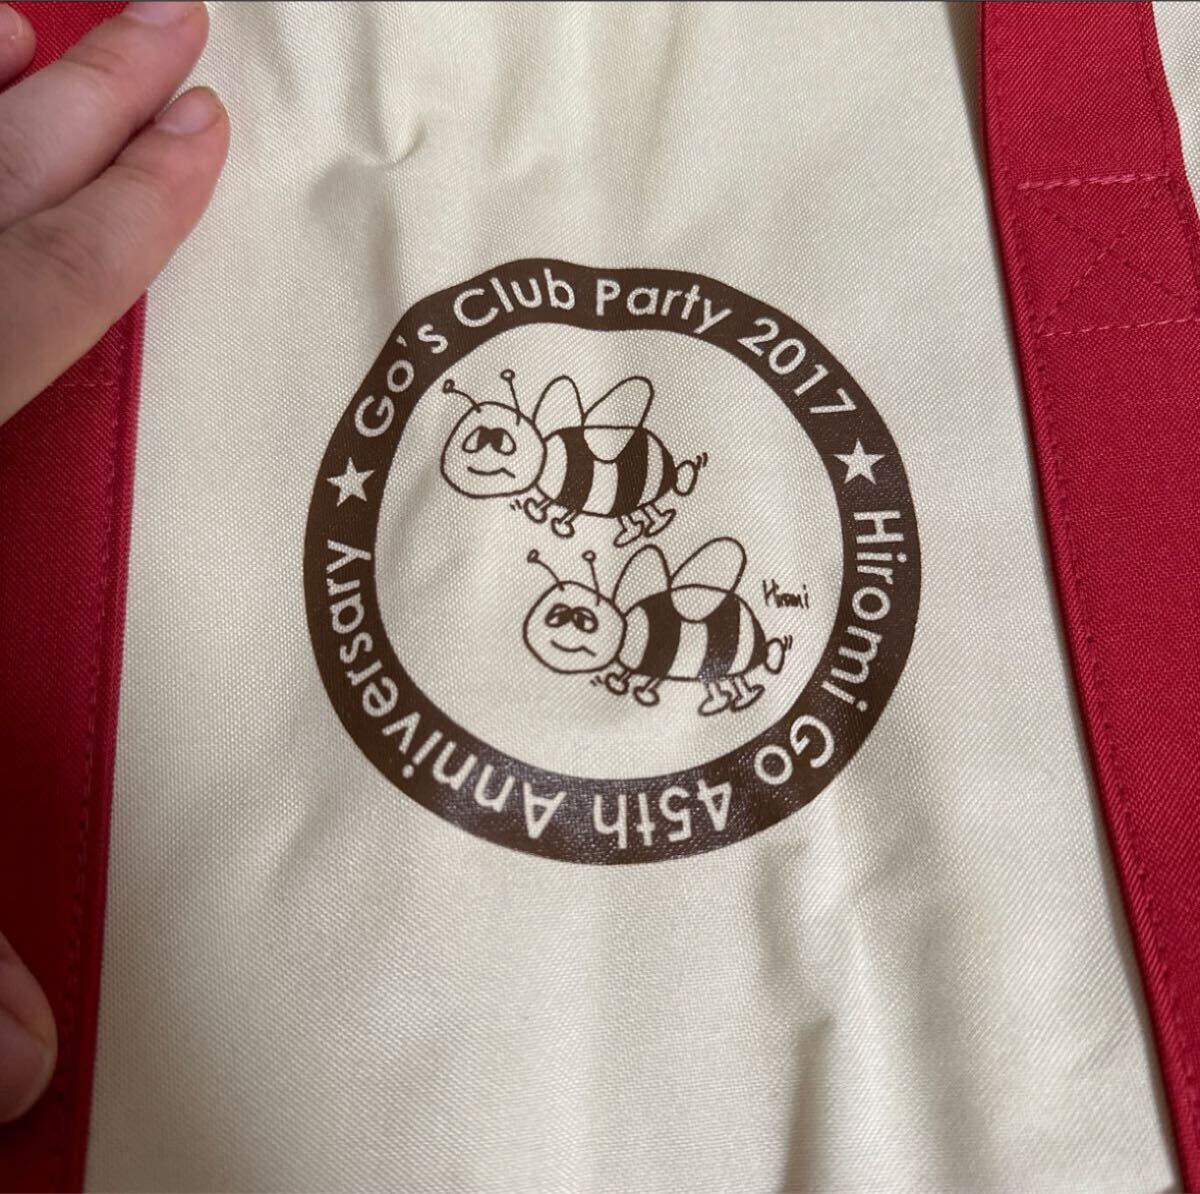 Go's Club Party 2017 ★ Hiromi Go 45th Anniversary ★
Hiromi